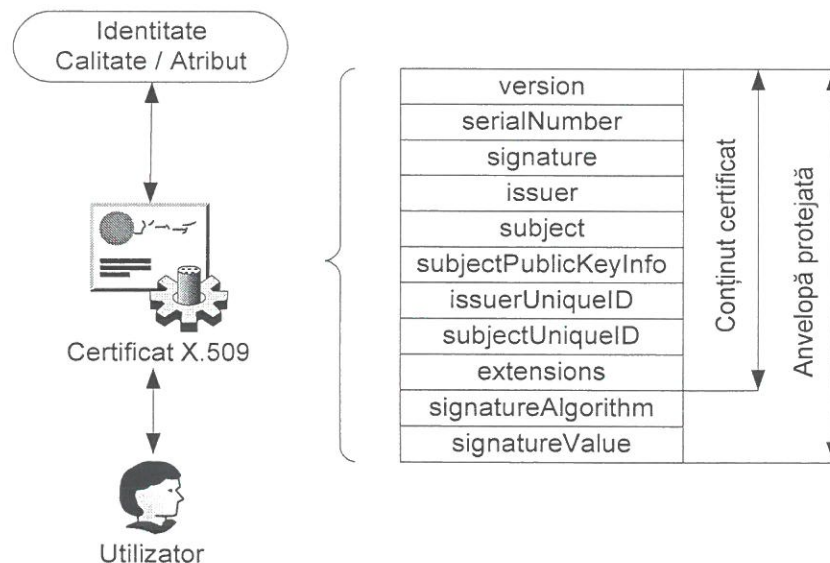 Identitate
Calitate / Atribut
Certificat X.509
Utilizator
version
serialNumber
signature
issuer
subject
subjectPublicKeyInfo
issuerUniqueID
subjectUniqueID
extensions
signatureAlgorithm
signatureValue
Conținut certificat
Anvelopă protejată